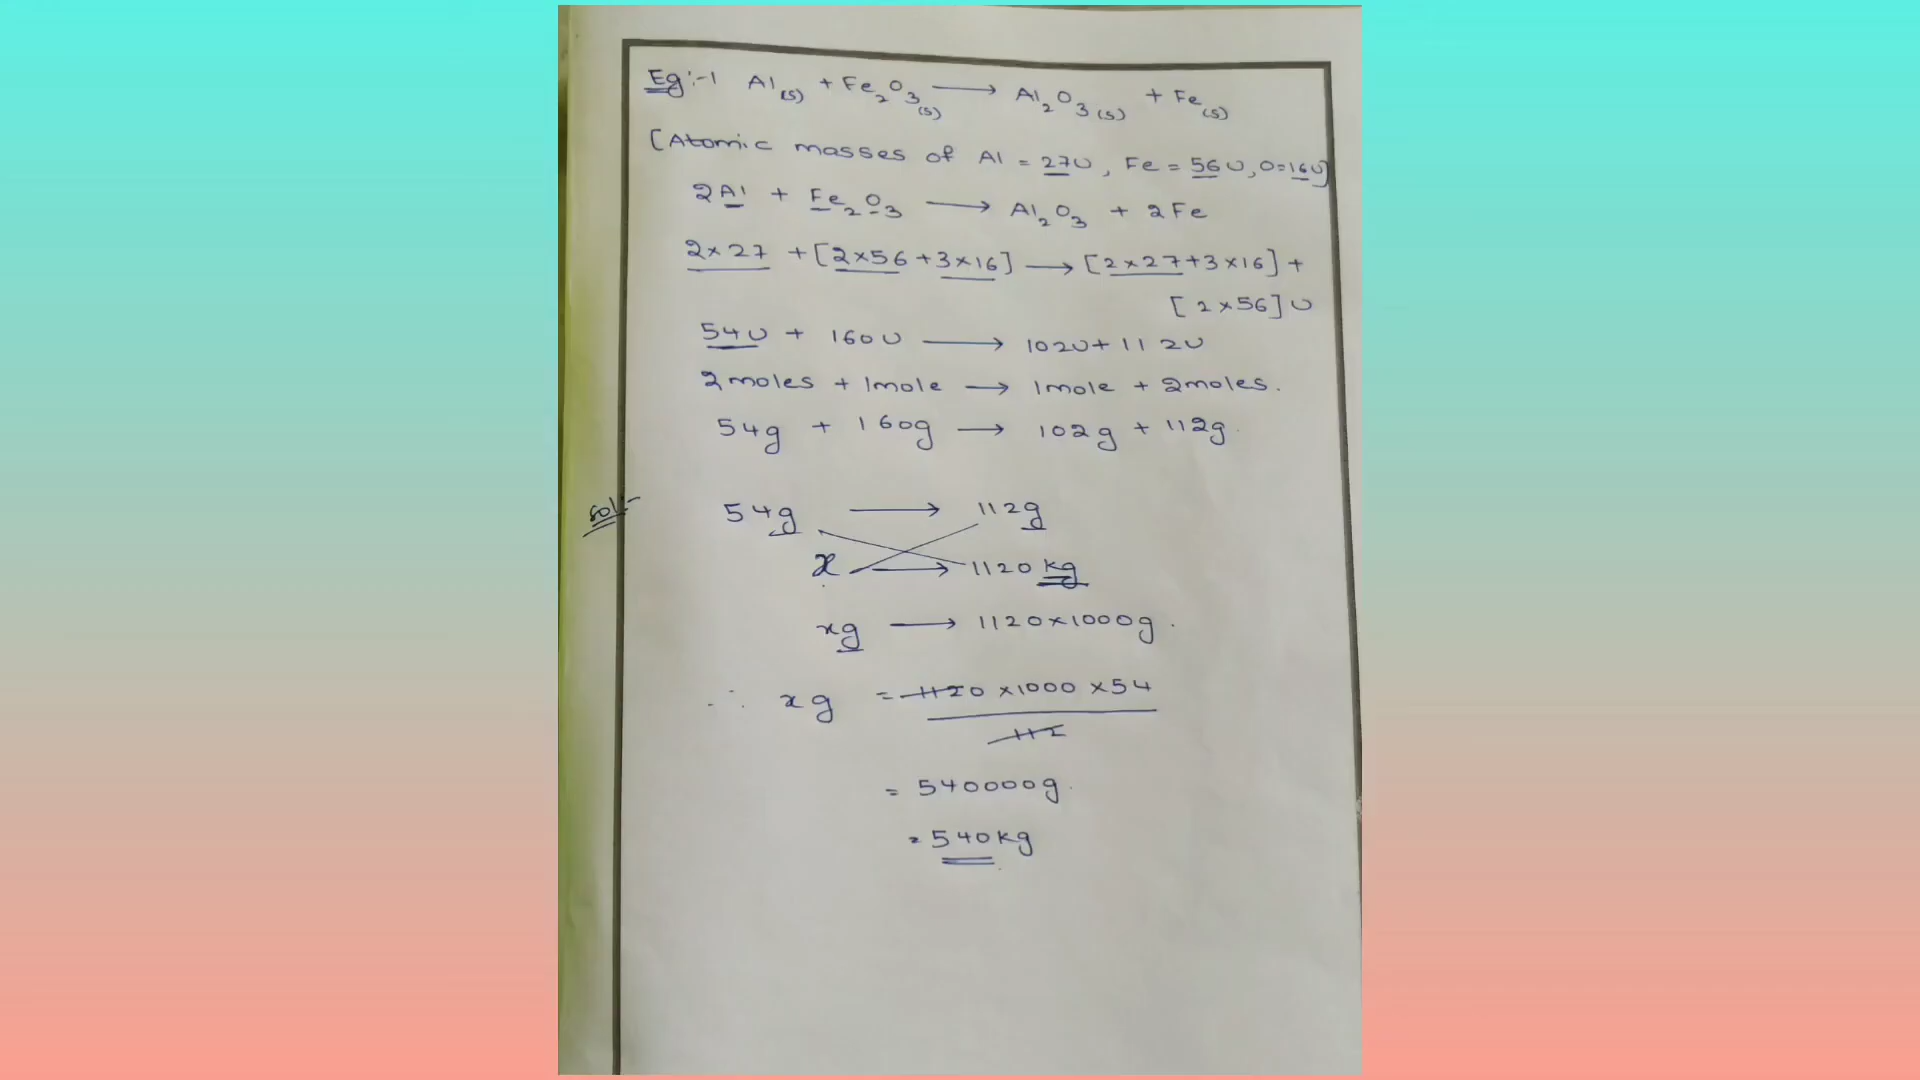 Eg:-1 Al(s) + Fe2O3(s) → Al2O3(s) + Fe(s)
[Atomic masses of Al = 27U, Fe = 56U, O=16U]
2Al + Fe2O3 → Al2O3 + 2Fe
2×27 + [2×56+3×16] → [2×27+3×16] +
[2×56]U
54U + 160U → 102U+112U
2moles + 1mole → 1mole + 2moles.
54g + 160g → 102g + 112g.
Sol:- 54g → 112g
x → 1120 kg
xg → 1120×1000g.
∴ xg = 1120×1000×54
112
= 540000g.
= 540kg